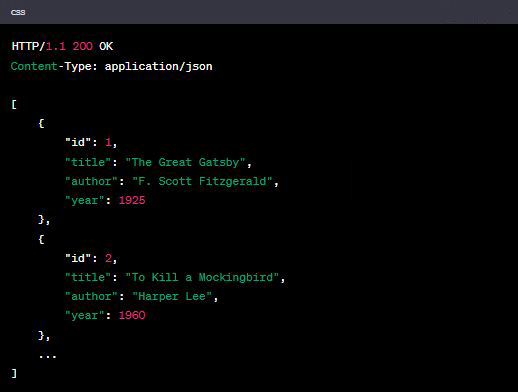 css
HTTP/1.1 200 OK
Content-Type: application/json
[
    {
        "id": 1,
        "title": "The Great Gatsby",
        "author": "F. Scott Fitzgerald",
        "year": 1925
    },
    {
        "id": 2,
        "title": "To Kill a Mockingbird",
        "author": "Harper Lee",
        "year": 1960
    },
    ...
]